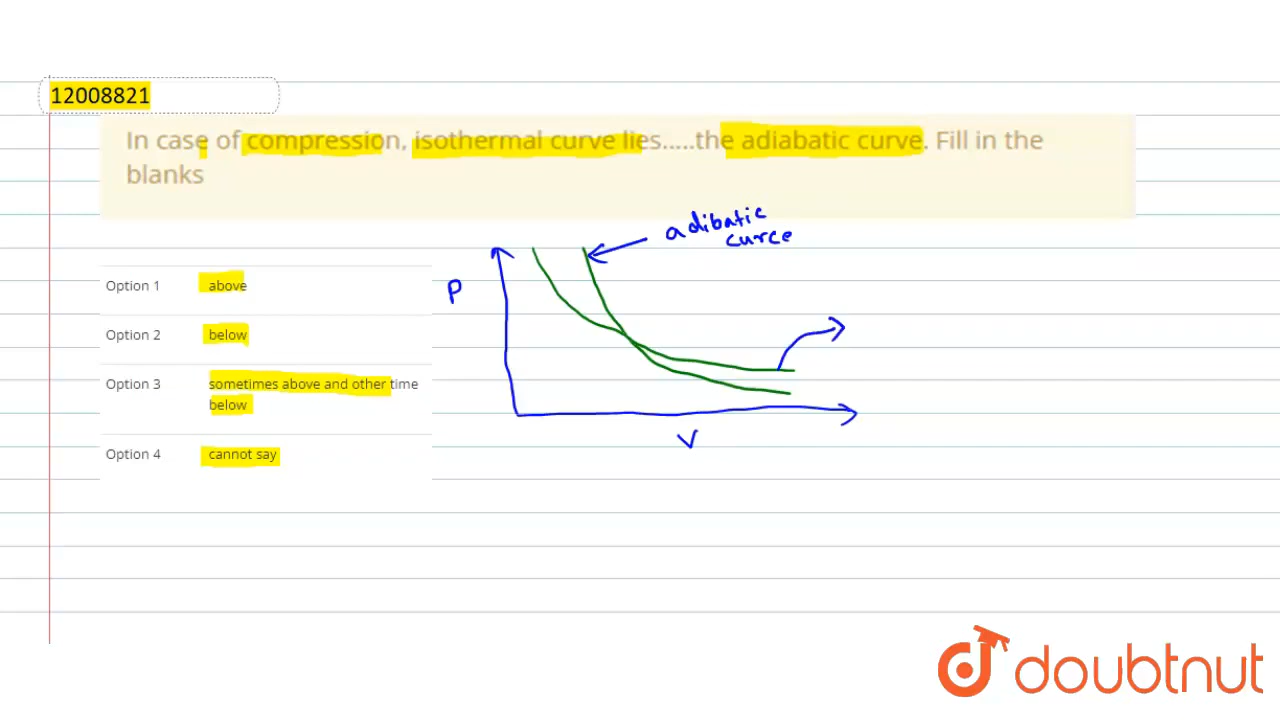 12008821
In case of compression, isothermal curve lies.....the adiabatic curve. Fill in the
blanks
adibatic
curce
P
Option 1 above
Option 2 below
Option 3 sometimes above and other time
below
Option 4 cannot say
V
doubtnut